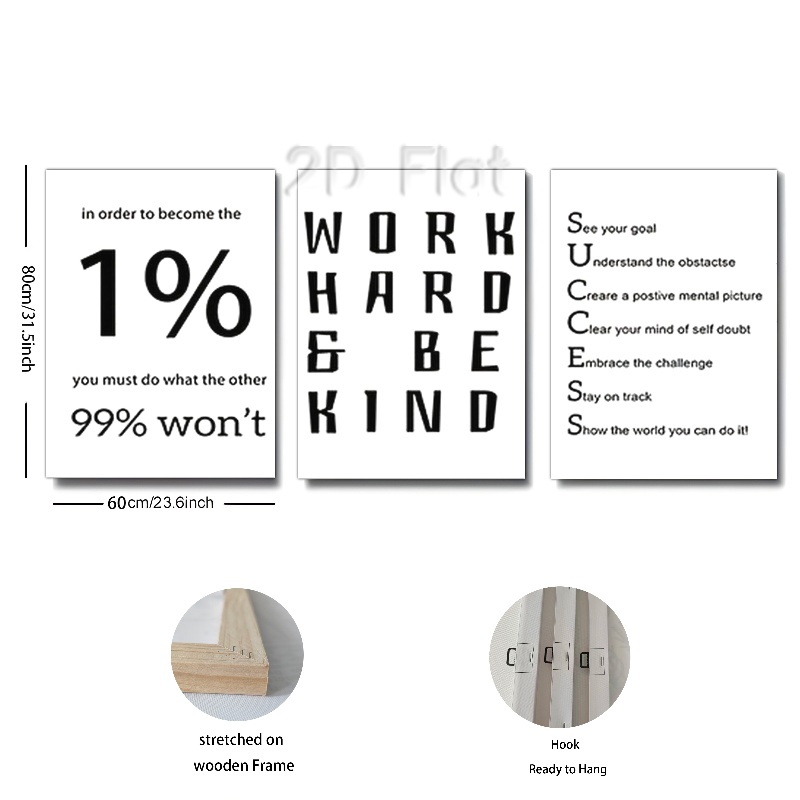 2D Flat
in order to become the
1%
you must do what the other
99% won't
WORK
HARD
& BE
KIND
See your goal
Understand the obstactse
Creare a postive mental picture
Clear your mind of self doubt
Embrace the challenge
Stay on track
Show the world you can do it!
80cm/31.5inch
60cm/23.6inch
stretched on
wooden Frame
Hook
Ready to Hang